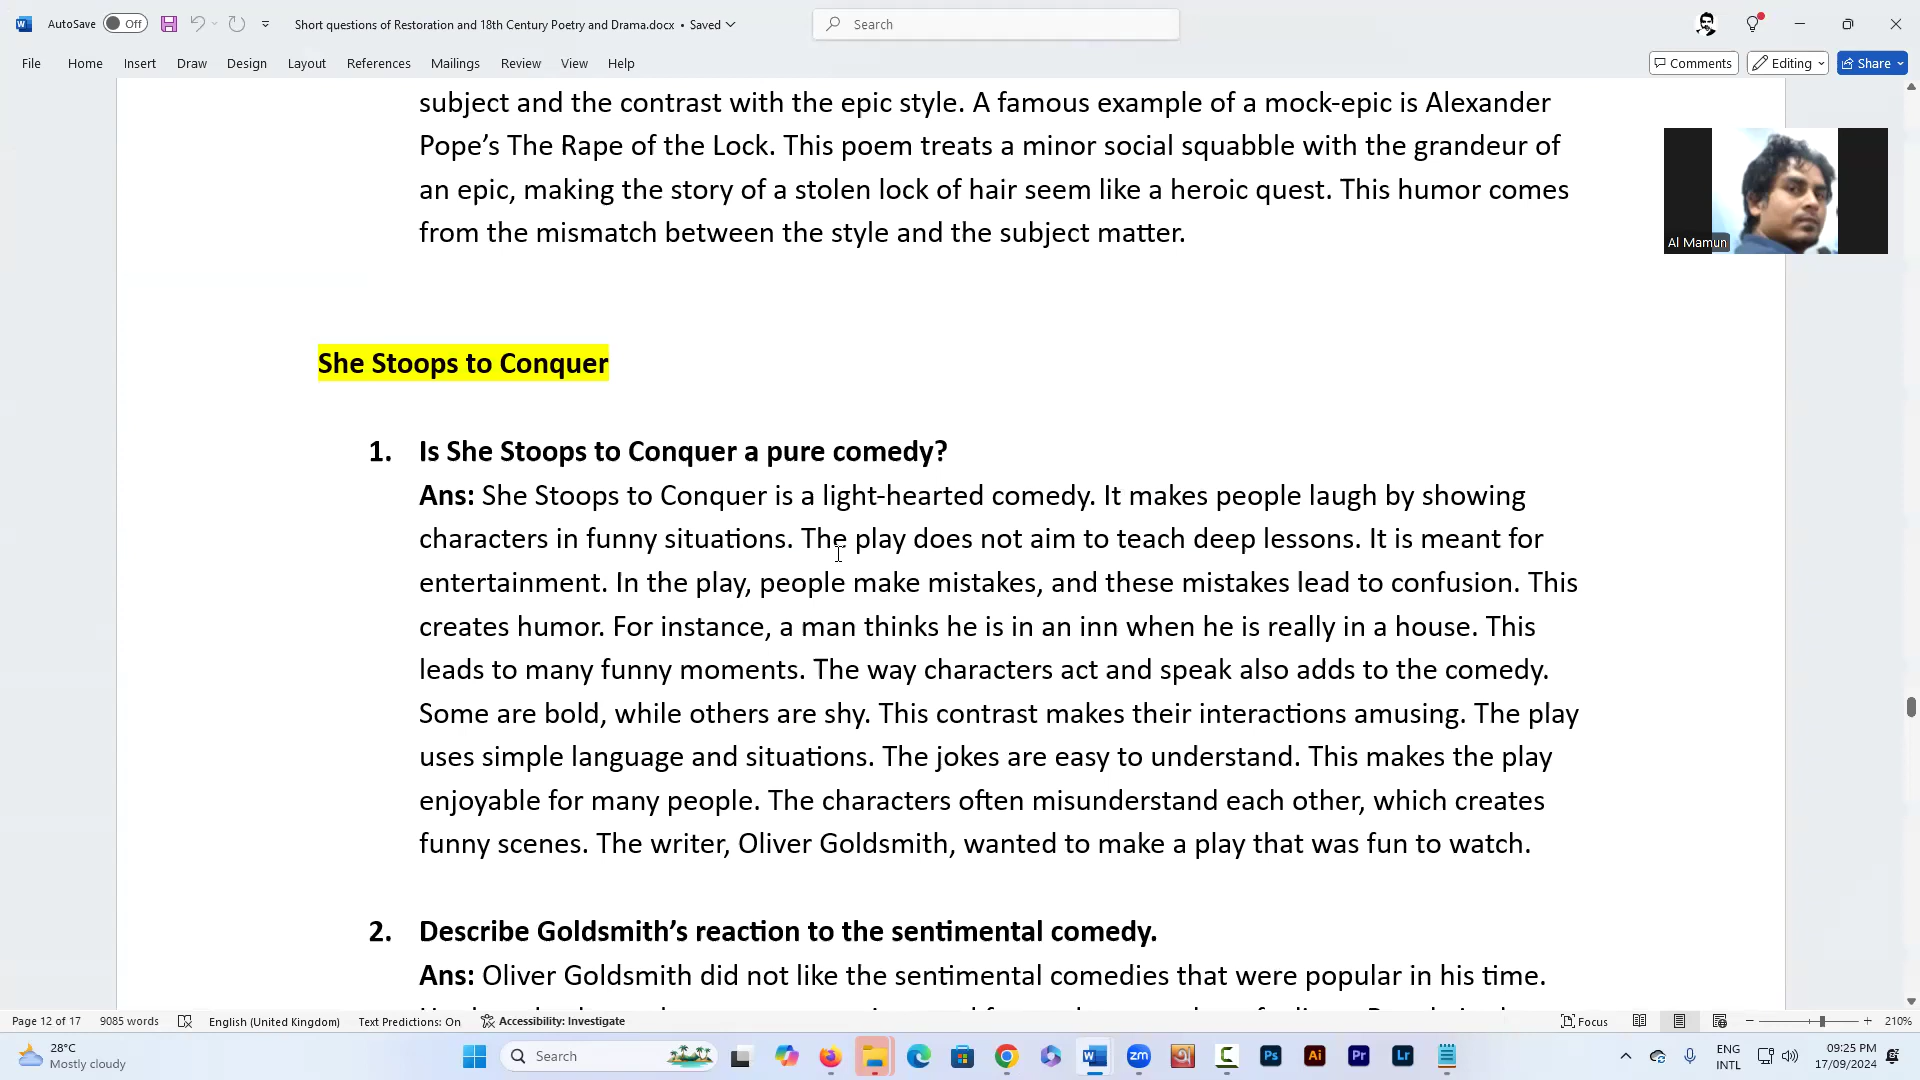 AutoSave Off Short questions of Restoration and 18th Century Poetry and Drama.docx • Saved Search
File Home Insert Draw Design Layout References Mailings Review View Help Comments Editing Share
subject and the contrast with the epic style. A famous example of a mock-epic is Alexander
Pope’s The Rape of the Lock. This poem treats a minor social squabble with the grandeur of
an epic, making the story of a stolen lock of hair seem like a heroic quest. This humor comes
from the mismatch between the style and the subject matter.
Al Mamun
She Stoops to Conquer
1. Is She Stoops to Conquer a pure comedy?
Ans: She Stoops to Conquer is a light-hearted comedy. It makes people laugh by showing
characters in funny situations. The play does not aim to teach deep lessons. It is meant for
entertainment. In the play, people make mistakes, and these mistakes lead to confusion. This
creates humor. For instance, a man thinks he is in an inn when he is really in a house. This
leads to many funny moments. The way characters act and speak also adds to the comedy.
Some are bold, while others are shy. This contrast makes their interactions amusing. The play
uses simple language and situations. The jokes are easy to understand. This makes the play
enjoyable for many people. The characters often misunderstand each other, which creates
funny scenes. The writer, Oliver Goldsmith, wanted to make a play that was fun to watch.
2. Describe Goldsmith’s reaction to the sentimental comedy.
Ans: Oliver Goldsmith did not like the sentimental comedies that were popular in his time.
Page 12 of 17 9085 words English (United Kingdom) Text Predictions: On Accessibility: Investigate Focus 210%
28°C
Mostly cloudy
Search
zm Ps Ai Pr Lr
ENG
INTL
09:25 PM
17/09/2024